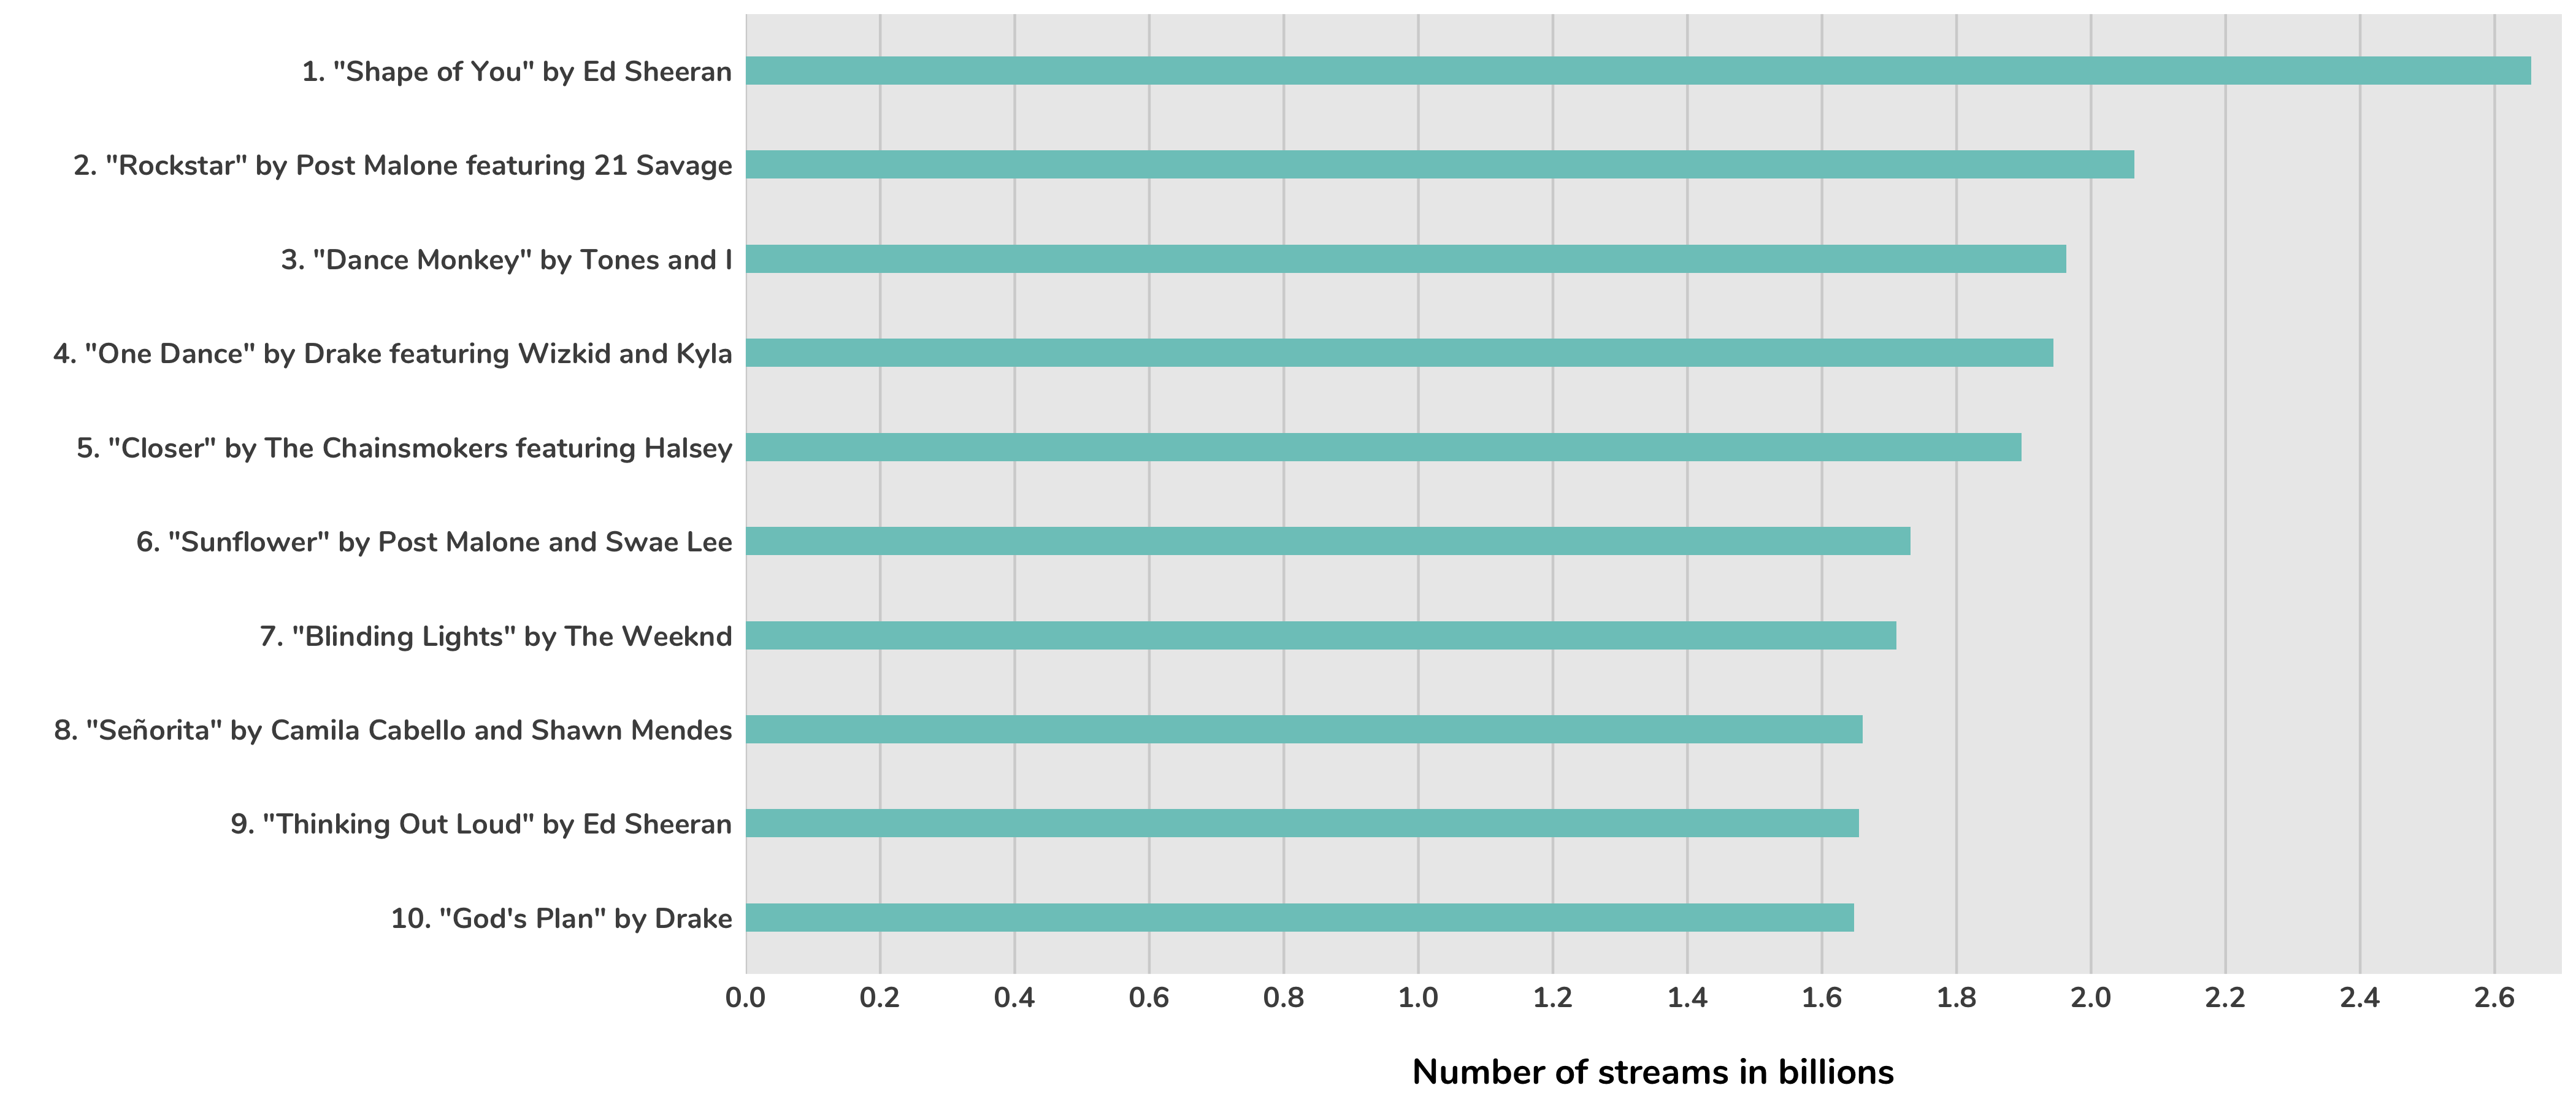 1. "Shape of You" by Ed Sheeran
2. "Rockstar" by Post Malone featuring 21 Savage
3. "Dance Monkey" by Tones and I
4. "One Dance" by Drake featuring Wizkid and Kyla
5. "Closer" by The Chainsmokers featuring Halsey
6. "Sunflower" by Post Malone and Swae Lee
7. "Blinding Lights" by The Weeknd
8. "Señorita" by Camila Cabello and Shawn Mendes
9. "Thinking Out Loud" by Ed Sheeran
10. "God's Plan" by Drake
0.0 0.2 0.4 0.6 0.8 1.0 1.2 1.4 1.6 1.8 2.0 2.2 2.4 2.6
Number of streams in billions